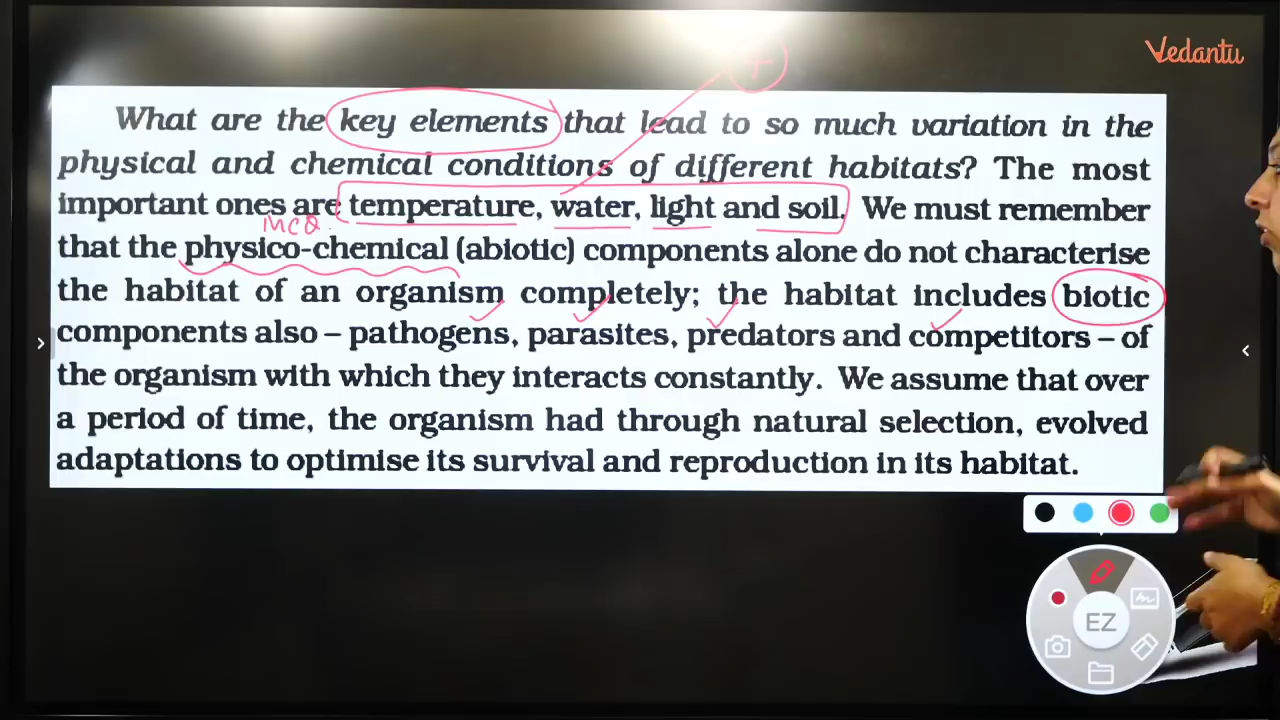 Vedantu
4
What are the key elements that lead to so much variation in the
physical and chemical conditions of different habitats? The most
important ones are temperature, water, light and soil. We must remember
MCQ
that the physico-chemical (abiotic) components alone do not characterise
the habitat of an organism completely; the habitat includes biotic
components also – pathogens, parasites, predators and competitors – of
the organism with which they interacts constantly. We assume that over
a period of time, the organism had through natural selection, evolved
adaptations to optimise its survival and reproduction in its habitat.
EZ